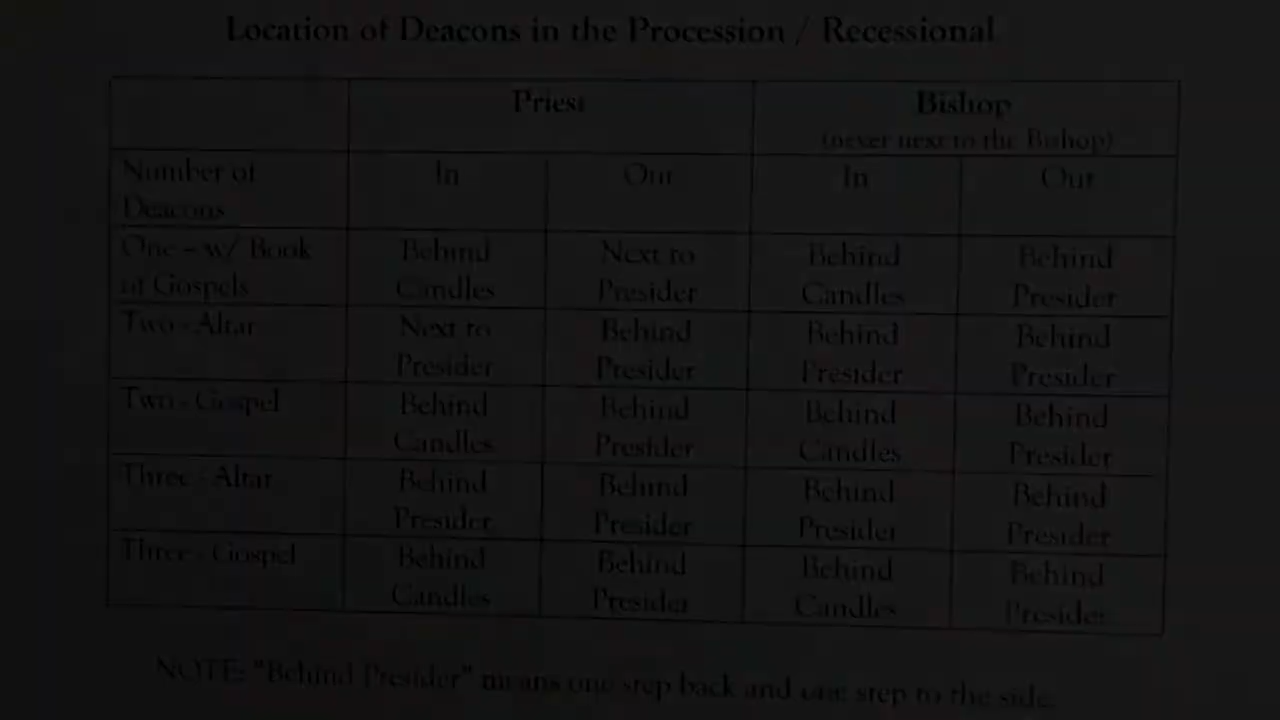 Location of Deacons in the Procession / Recessional
Priest Bishop
(never next to the Bishop)
Number of Deacons In Out In Out
One - w/ Book of Gospels Behind Candles Next to Presider Behind Candles Behind Presider
Two - Altar Next to Presider Behind Presider Behind Presider Behind Presider
Two - Gospel Behind Candles Behind Presider Behind Candles Behind Presider
Three - Altar Behind Presider Behind Presider Behind Presider Behind Presider
Three - Gospel Behind Candles Behind Presider Behind Candles Behind Presider
NOTE: "Behind Presider" means one step back and one step to the side.